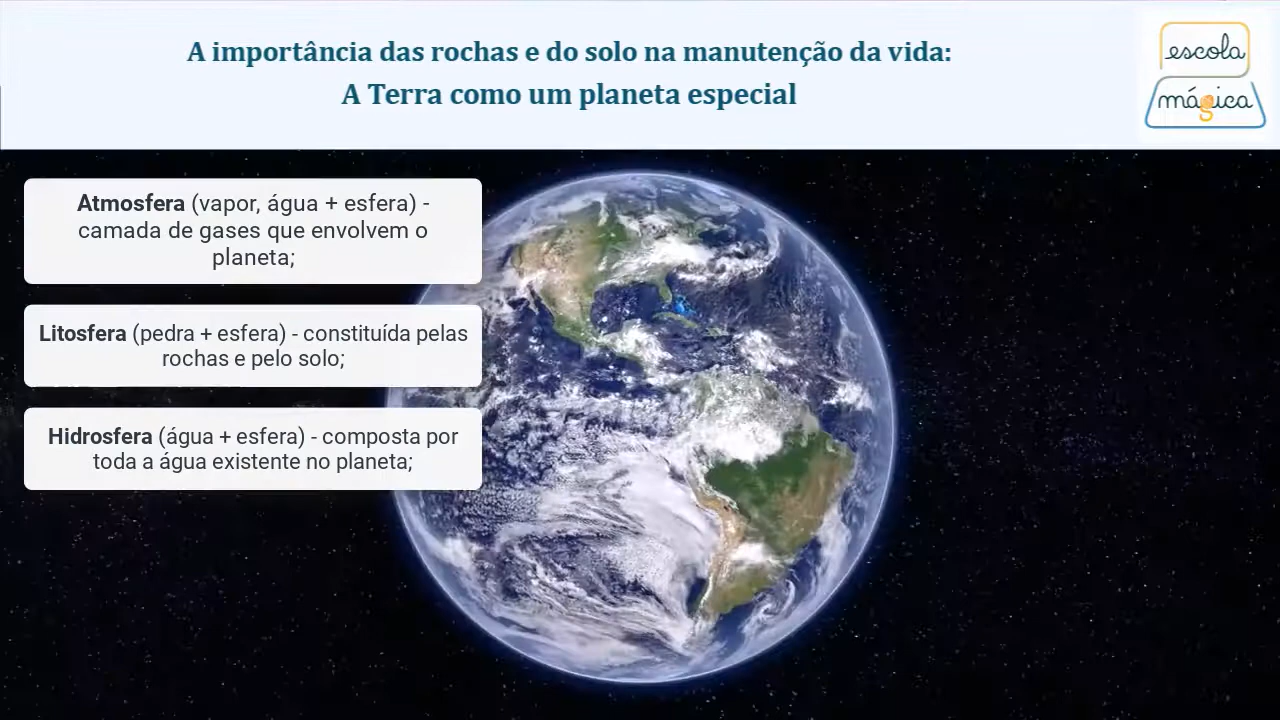 A importância das rochas e do solo na manutenção da vida:
A Terra como um planeta especial
escola
mágica
Atmosfera (vapor, água + esfera) -
camada de gases que envolvem o
planeta;
Litosfera (pedra + esfera) - constituída pelas
rochas e pelo solo;
Hidrosfera (água + esfera) - composta por
toda a água existente no planeta;